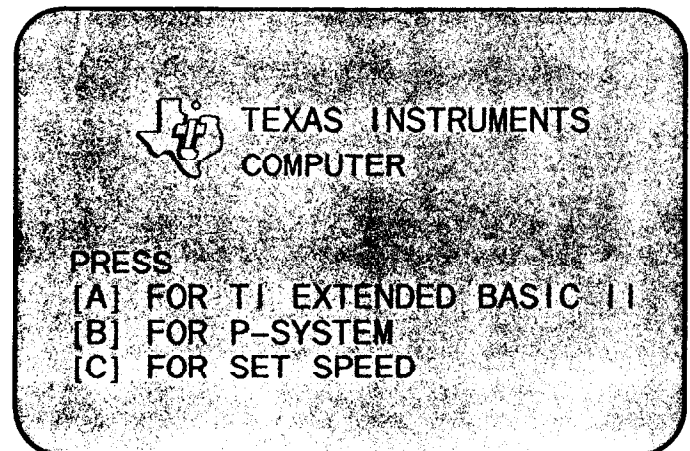 TEXAS INSTRUMENTS
COMPUTER
PRESS
[A] FOR TI EXTENDED BASIC II
[B] FOR P-SYSTEM
[C] FOR SET SPEED